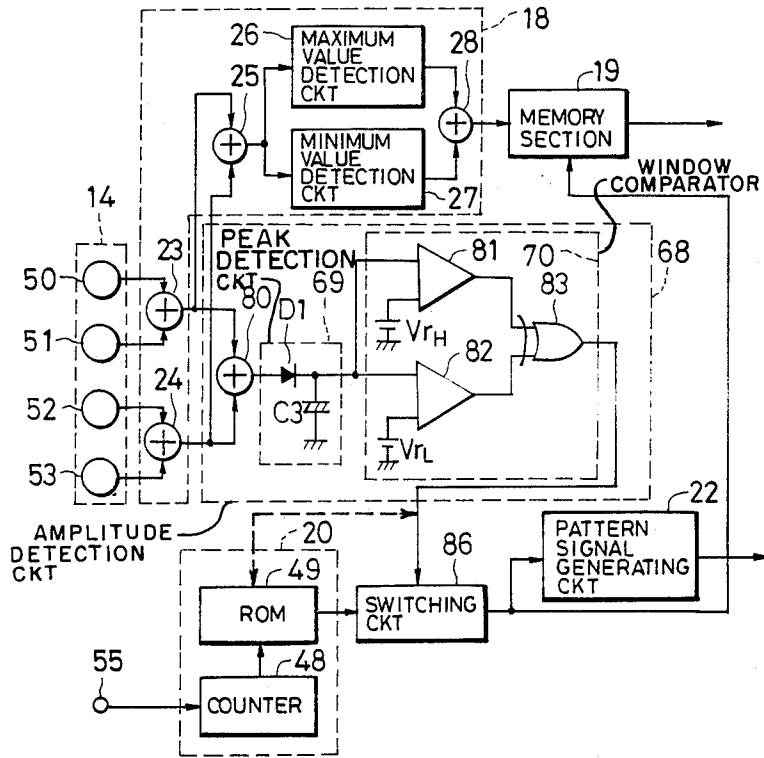 18
26
MAXIMUM
VALUE
DETECTION
CKT
28
25
19
MEMORY
SECTION
MINIMUM
VALUE
DETECTION
CKT
27
WINDOW
COMPARATOR
14
PEAK
DETECTION
CKT
23
80
50
51
52
53
24
D1
69
C3
81
70
68
83
VrH
82
VrL
AMPLITUDE
DETECTION
CKT
20
22
PATTERN
SIGNAL
GENERATING
CKT
86
SWITCHING
CKT
49
ROM
48
COUNTER
55